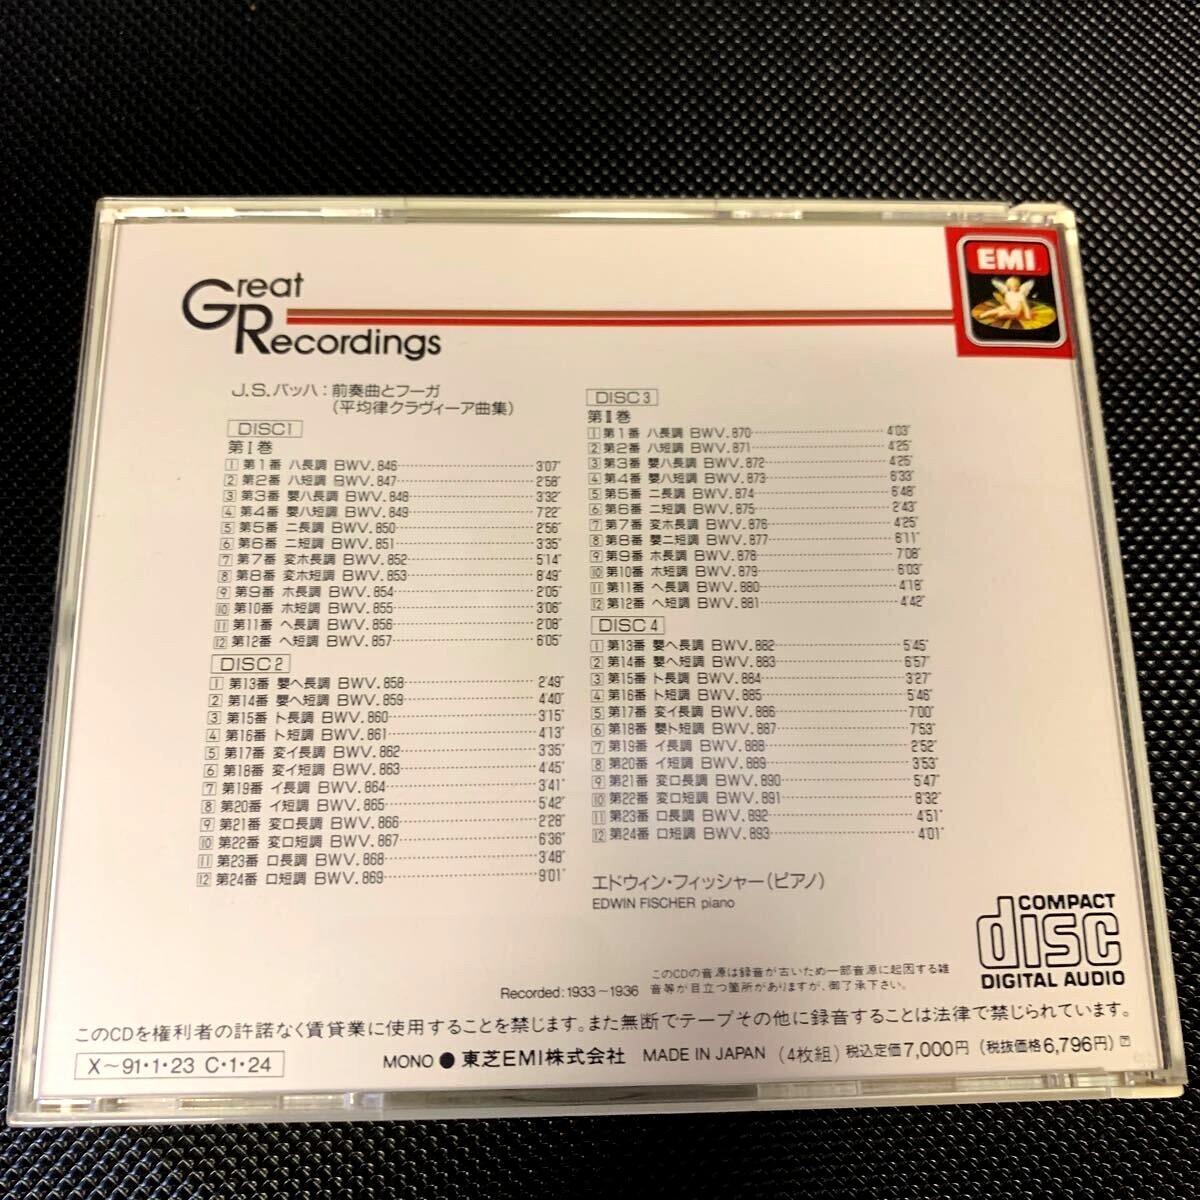 Great
Recordings
EMI
J.S.バッハ:前奏曲とフーガ
(平均律クラヴィーア曲集)
DISC1
第Ⅰ巻
1 第1番 ハ長調 BWV.846 3'07"
2 第2番 ハ短調 BWV.847 2'58"
3 第3番 嬰ハ長調 BWV.848 3'32"
4 第4番 嬰ハ短調 BWV.849 7'22"
5 第5番 ニ長調 BWV.850 2'56"
6 第6番 ニ短調 BWV.851 3'35"
7 第7番 変ホ長調 BWV.852 5'14"
8 第8番 変ホ短調 BWV.853 8'49"
9 第9番 ホ長調 BWV.854 2'05"
10 第10番 ホ短調 BWV.855 3'06"
11 第11番 ヘ長調 BWV.856 2'08"
12 第12番 ヘ短調 BWV.857 6'05"
DISC2
1 第13番 嬰ヘ長調 BWV.858 2'49"
2 第14番 嬰ヘ短調 BWV.859 4'40"
3 第15番 ト長調 BWV.860 3'15"
4 第16番 ト短調 BWV.861 4'13"
5 第17番 変イ長調 BWV.862 3'35"
6 第18番 変イ短調 BWV.863 4'45"
7 第19番 イ長調 BWV.864 3'41"
8 第20番 イ短調 BWV.865 5'42"
9 第21番 変ロ長調 BWV.866 2'28"
10 第22番 変ロ短調 BWV.867 6'36"
11 第23番 ロ長調 BWV.868 3'48"
12 第24番 ロ短調 BWV.869 9'01"
DISC3
第Ⅱ巻
1 第1番 ハ長調 BWV.870 4'03"
2 第2番 ハ短調 BWV.871 4'25"
3 第3番 嬰ハ長調 BWV.872 4'25"
4 第4番 嬰ハ短調 BWV.873 6'33"
5 第5番 ニ長調 BWV.874 6'48"
6 第6番 ニ短調 BWV.875 2'43"
7 第7番 変ホ長調 BWV.876 4'25"
8 第8番 嬰ニ短調 BWV.877 6'11"
9 第9番 ホ長調 BWV.878 7'08"
10 第10番 ホ短調 BWV.879 6'03"
11 第11番 ヘ長調 BWV.880 4'18"
12 第12番 ヘ短調 BWV.881 4'42"
DISC4
1 第13番 嬰ヘ長調 BWV.882 5'45"
2 第14番 嬰ヘ短調 BWV.883 6'57"
3 第15番 ト長調 BWV.884 3'27"
4 第16番 ト短調 BWV.885 5'46"
5 第17番 変イ長調 BWV.886 7'00"
6 第18番 嬰ト短調 BWV.887 7'53"
7 第19番 イ長調 BWV.888 2'52"
8 第20番 イ短調 BWV.889 3'53"
9 第21番 変ロ長調 BWV.890 5'47"
10 第22番 変ロ短調 BWV.891 8'32"
11 第23番 ロ長調 BWV.892 4'51"
12 第24番 ロ短調 BWV.893 4'01"
エドウィン・フィッシャー(ピアノ)
EDWIN FISCHER piano
COMPACT
disc
DIGITAL AUDIO
このCDの音源は録音が古いため一部音源に起因する雑
Recorded:1933~1936 音等が目立つ箇所がありますが、御了承下さい。
このCDを権利者の許諾なく賃貸業に使用することを禁じます。また無断でテープその他に録音することは法律で禁じられています。
X~91・1・23 C・1・24 MONO ● 東芝EMI株式会社 MADE IN JAPAN (4枚組) 税込定価7,000円 (税抜価格6,796円)